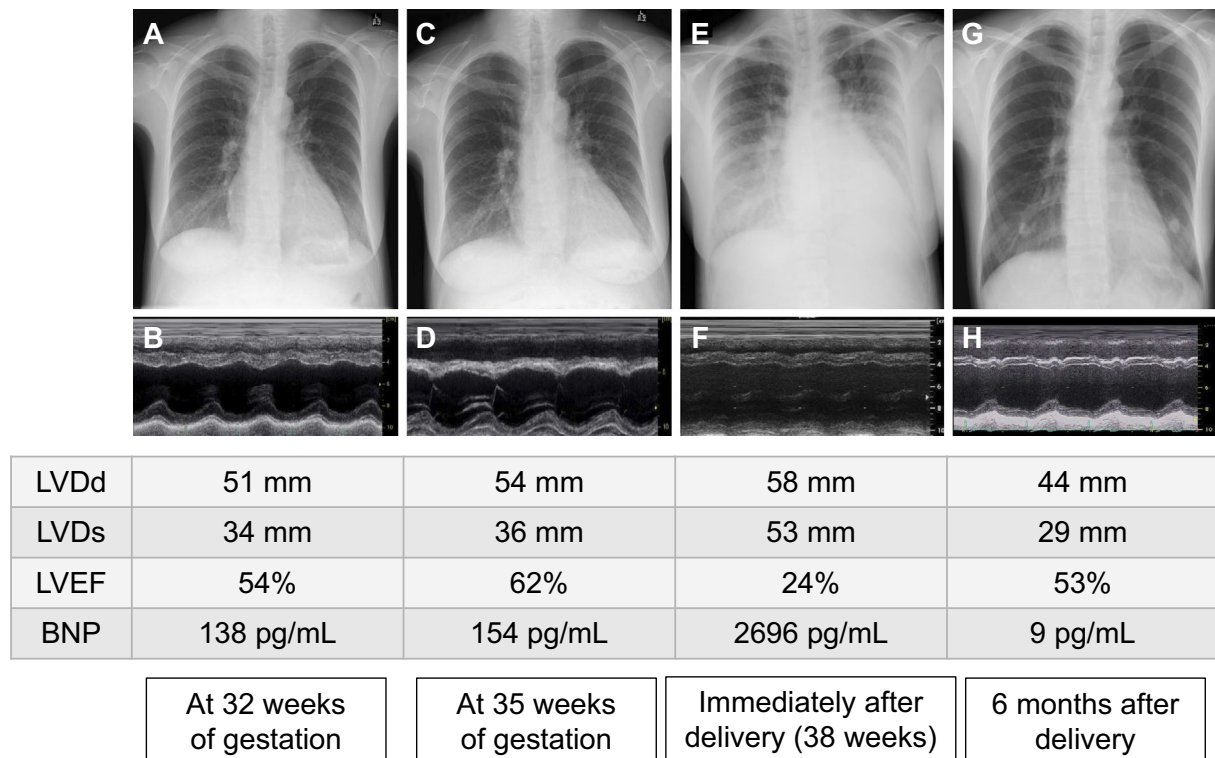 A C E G
B D F H
LVDd 51 mm 54 mm 58 mm 44 mm
LVDs 34 mm 36 mm 53 mm 29 mm
LVEF 54% 62% 24% 53%
BNP 138 pg/mL 154 pg/mL 2696 pg/mL 9 pg/mL
At 32 weeks
of gestation
At 35 weeks
of gestation
Immediately after
delivery (38 weeks)
6 months after
delivery